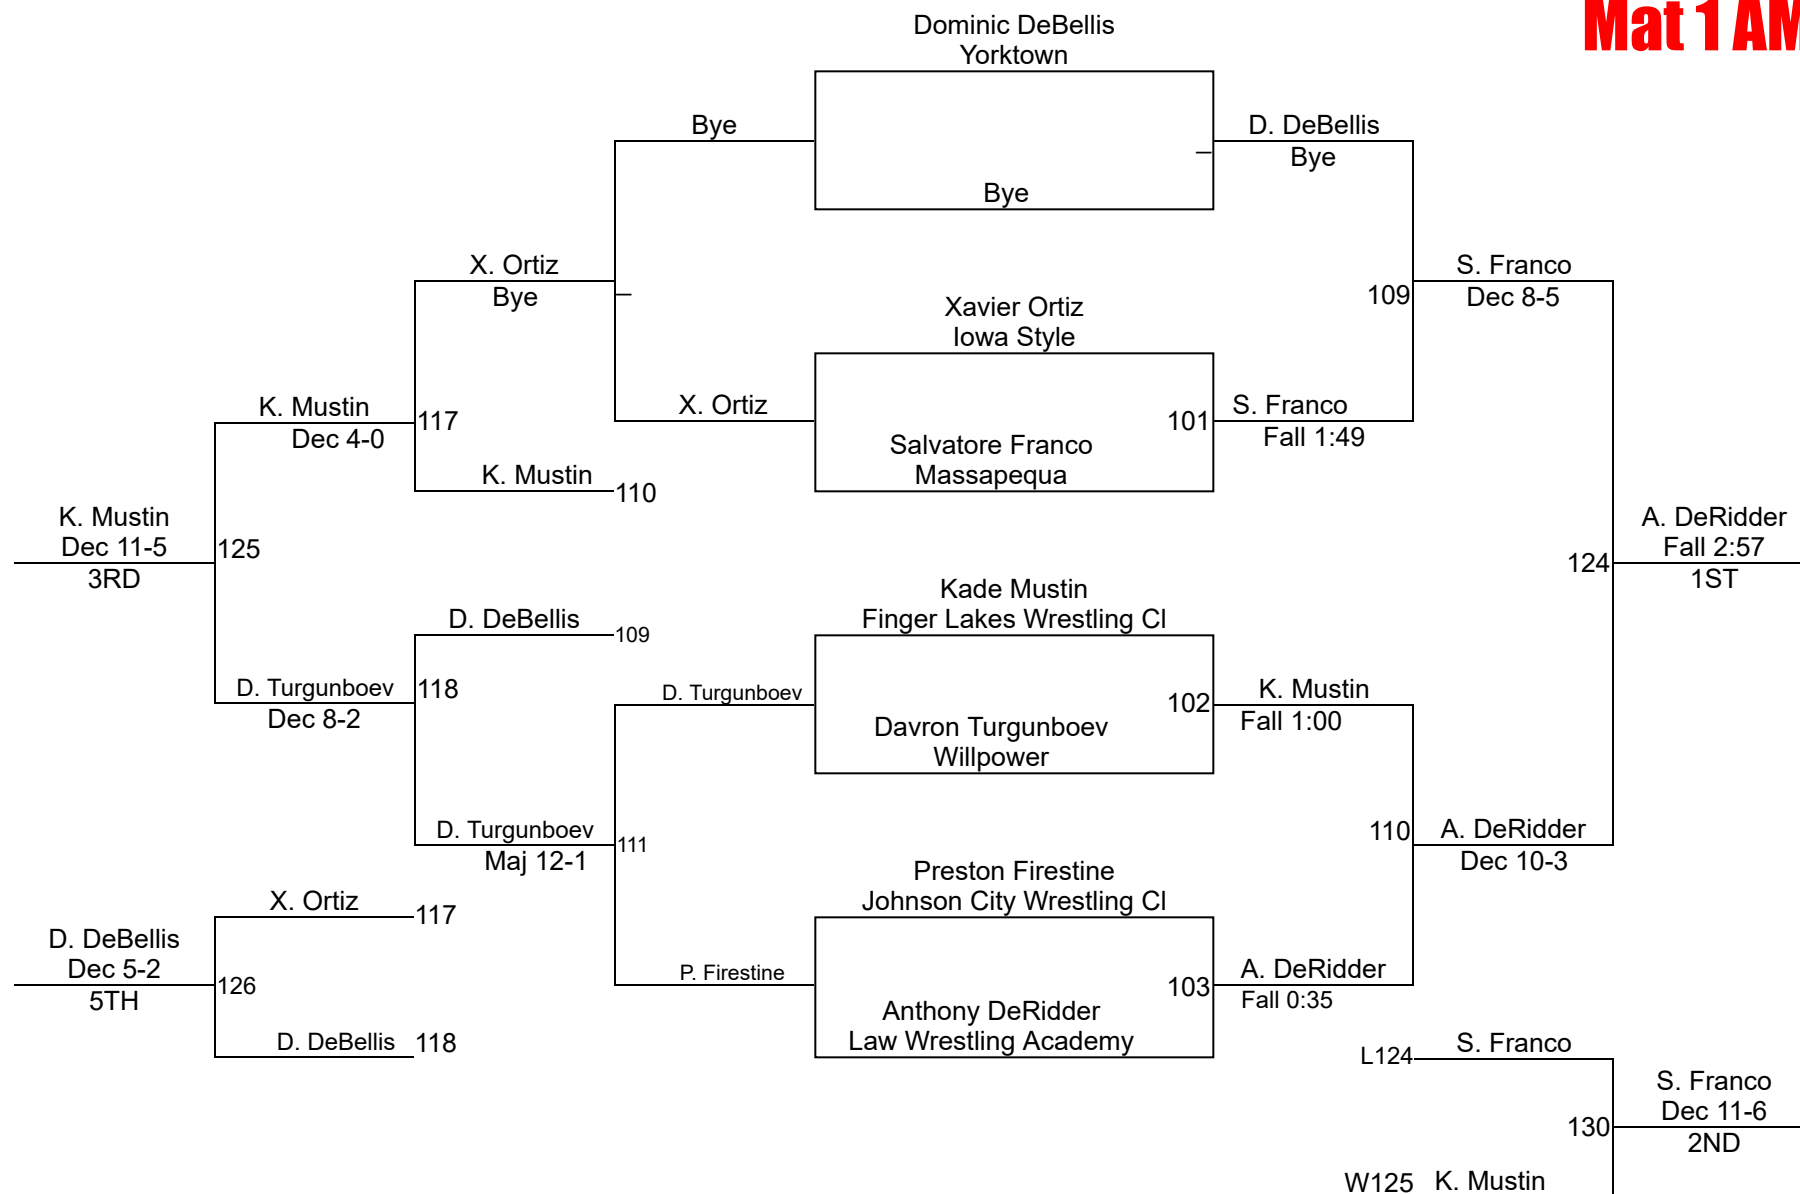 Mat 1 AM
Dominic DeBellis
Yorktown
Bye
D. DeBellis
Bye
Bye
X. Ortiz
Bye
S. Franco
Dec 8-5
109
Xavier Ortiz
Iowa Style
K. Mustin
Dec 4-0
117
X. Ortiz
101
S. Franco
Fall 1:49
Salvatore Franco
Massapequa
K. Mustin
110
K. Mustin
Dec 11-5
3RD
125
A. DeRidder
Fall 2:57
1ST
124
Kade Mustin
Finger Lakes Wrestling Cl
D. DeBellis
109
D. Turgunboev
Dec 8-2
118
D. Turgunboev
102
K. Mustin
Fall 1:00
Davron Turgunboev
Willpower
D. Turgunboev
Maj 12-1
111
110
A. DeRidder
Dec 10-3
Preston Firestine
Johnson City Wrestling Cl
X. Ortiz
117
D. DeBellis
Dec 5-2
5TH
126
P. Firestine
103
A. DeRidder
Fall 0:35
Anthony DeRidder
Law Wrestling Academy
D. DeBellis
118
L124
S. Franco
S. Franco
Dec 11-6
2ND
130
W125
K. Mustin